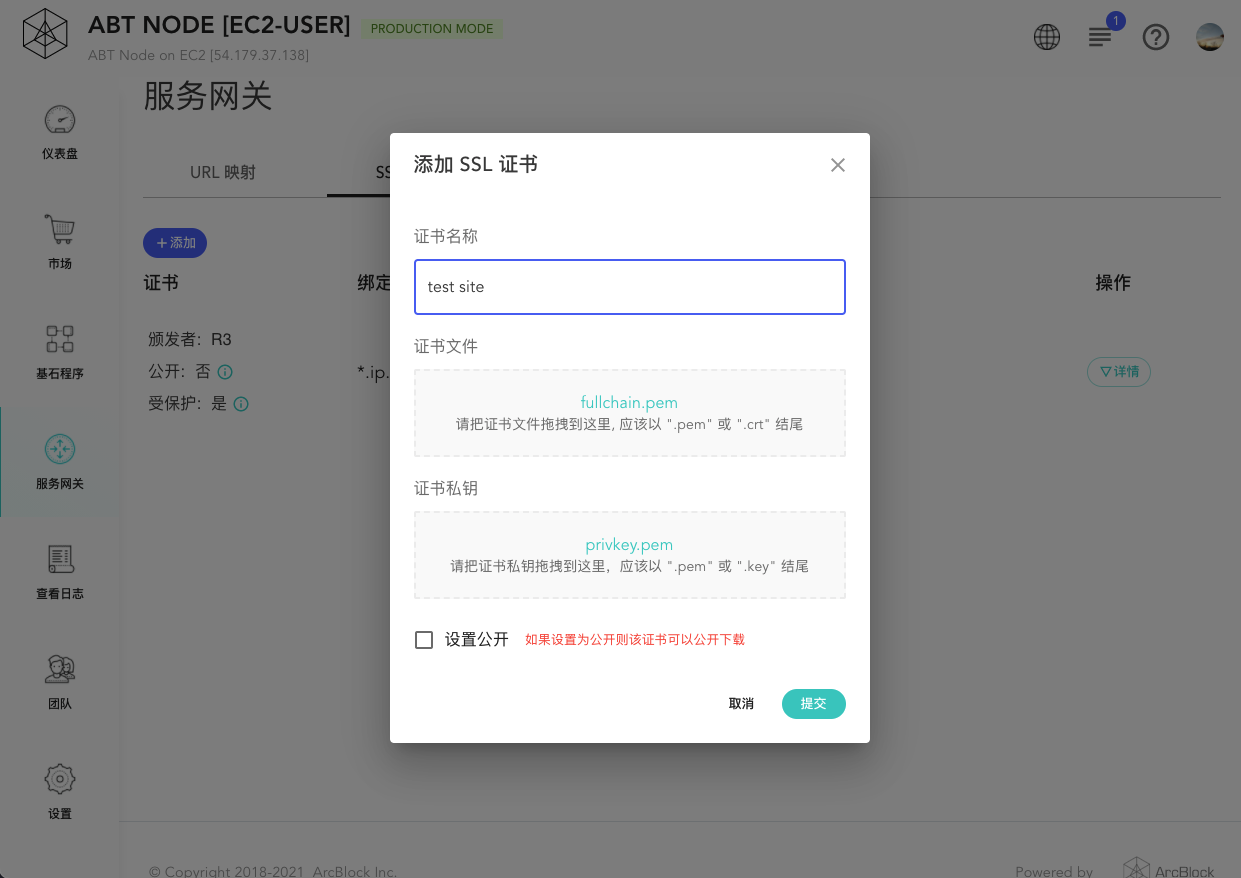 ABT NODE [EC2-USER]
PRODUCTION MODE
1
ABT Node on EC2 [54.179.37.138]
服务网关
仪表盘
市场
基石程序
服务网关
查看日志
团队
设置
URL 映射
SS
+ 添加
证书
绑定
操作
颁发者: R3
公开: 否
受保护: 是
*.ip.
详情
添加 SSL 证书
证书名称
test site
证书文件
fullchain.pem
请把证书文件拖拽到这里, 应该以 ".pem" 或 ".crt" 结尾
证书私钥
privkey.pem
请把证书私钥拖拽到这里，应该以 ".pem" 或 ".key" 结尾
设置公开
如果设置为公开则该证书可以公开下载
取消
提交
© Copyright 2018-2021 ArcBlock Inc.
Powered by
ArcBlock